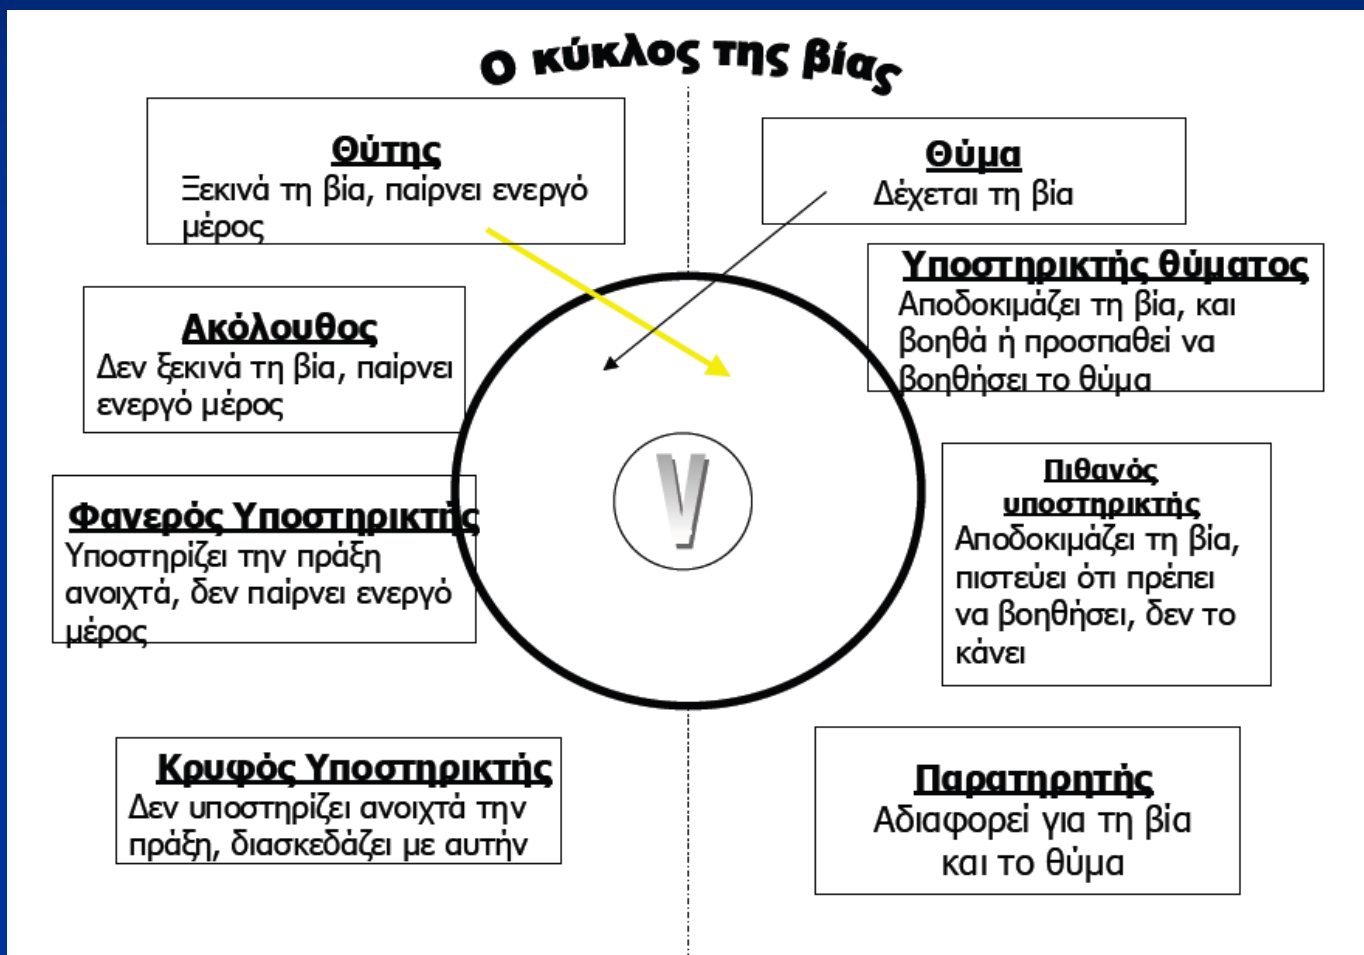 Ο κύκλος της βίας
Θύτης
Ξεκινά τη βία, παίρνει ενεργό
μέρος
Θύμα
Δέχεται τη βία
Υποστηρικτής θύματος
Αποδοκιμάζει τη βία, και
βοηθά ή προσπαθεί να
βοηθήσει το θύμα
Ακόλουθος
Δεν ξεκινά τη βία, παίρνει
ενεργό μέρος
V
Πιθανός
υποστηρικτής
Αποδοκιμάζει τη βία,
πιστεύει ότι πρέπει
να βοηθήσει, δεν το
κάνει
Φανερός Υποστηρικτής
Υποστηρίζει την πράξη
ανοιχτά, δεν παίρνει ενεργό
μέρος
Κρυφός Υποστηρικτής
Δεν υποστηρίζει ανοιχτά την
πράξη, διασκεδάζει με αυτήν
Παρατηρητής
Αδιαφορεί για τη βία
και το θύμα